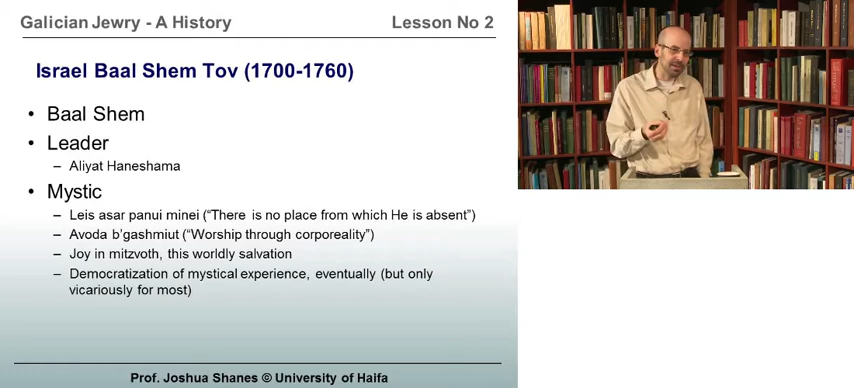 Galician Jewry - A History Lesson No 2
Israel Baal Shem Tov (1700-1760)
• Baal Shem
• Leader
– Aliyat Haneshama
• Mystic
– Leis asar panui minei (“There is no place from which He is absent”)
– Avoda b’gashmiut (“Worship through corporeality”)
– Joy in mitzvoth, this worldly salvation
– Democratization of mystical experience, eventually (but only
vicariously for most)
Prof. Joshua Shanes © University of Haifa